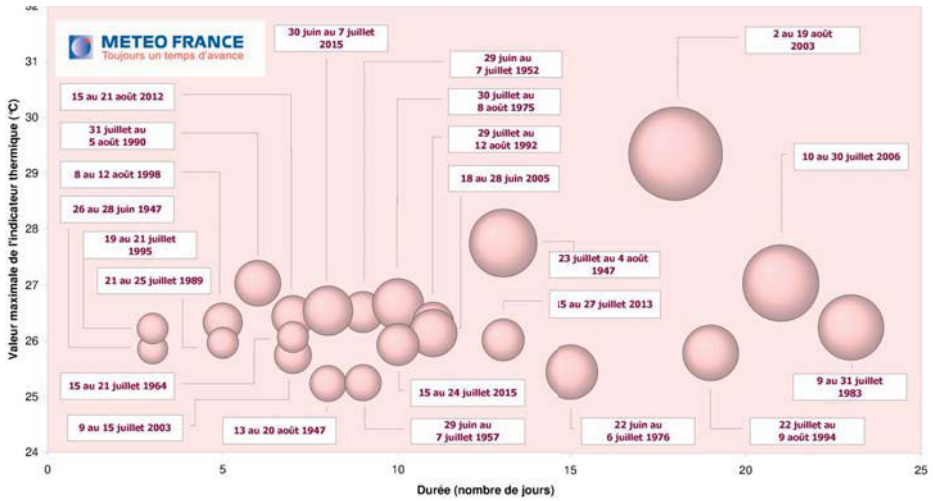 METEO FRANCE
Toujours un temps d'avance
Valeur maximale de l'indicateur thermique (°C)
32
31
30
29
28
27
26
25
24
30 juin au 7 juillet
2015
2 au 19 août
2003
29 juin au
7 juillet 1952
15 au 21 août 2012
30 juillet au
8 août 1975
31 juillet au
5 août 1990
29 juillet au
12 août 1992
10 au 30 juillet 2006
8 au 12 août 1998
18 au 28 juin 2005
26 au 28 juin 1947
19 au 21 juillet
1995
21 au 25 juillet 1989
23 juillet au 4 août
1947
15 au 27 juillet 2013
15 au 21 juillet 1964
15 au 24 juillet 2015
9 au 31 juillet
1983
9 au 15 juillet 2003
13 au 20 août 1947
29 juin au
7 juillet 1957
22 juin au
6 juillet 1976
22 juillet au
9 août 1994
0
5
10
15
20
25
Durée (nombre de jours)